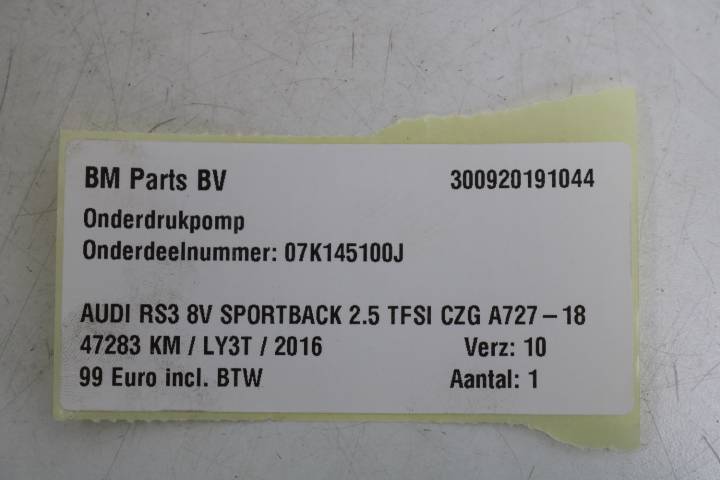 BM Parts BV 300920191044
Onderdrukpomp
Onderdeelnummer: 07K145100J
AUDI RS3 8V SPORTBACK 2.5 TFSI CZG A727 – 18
47283 KM / LY3T / 2016 Verz: 10
99 Euro incl. BTW Aantal: 1